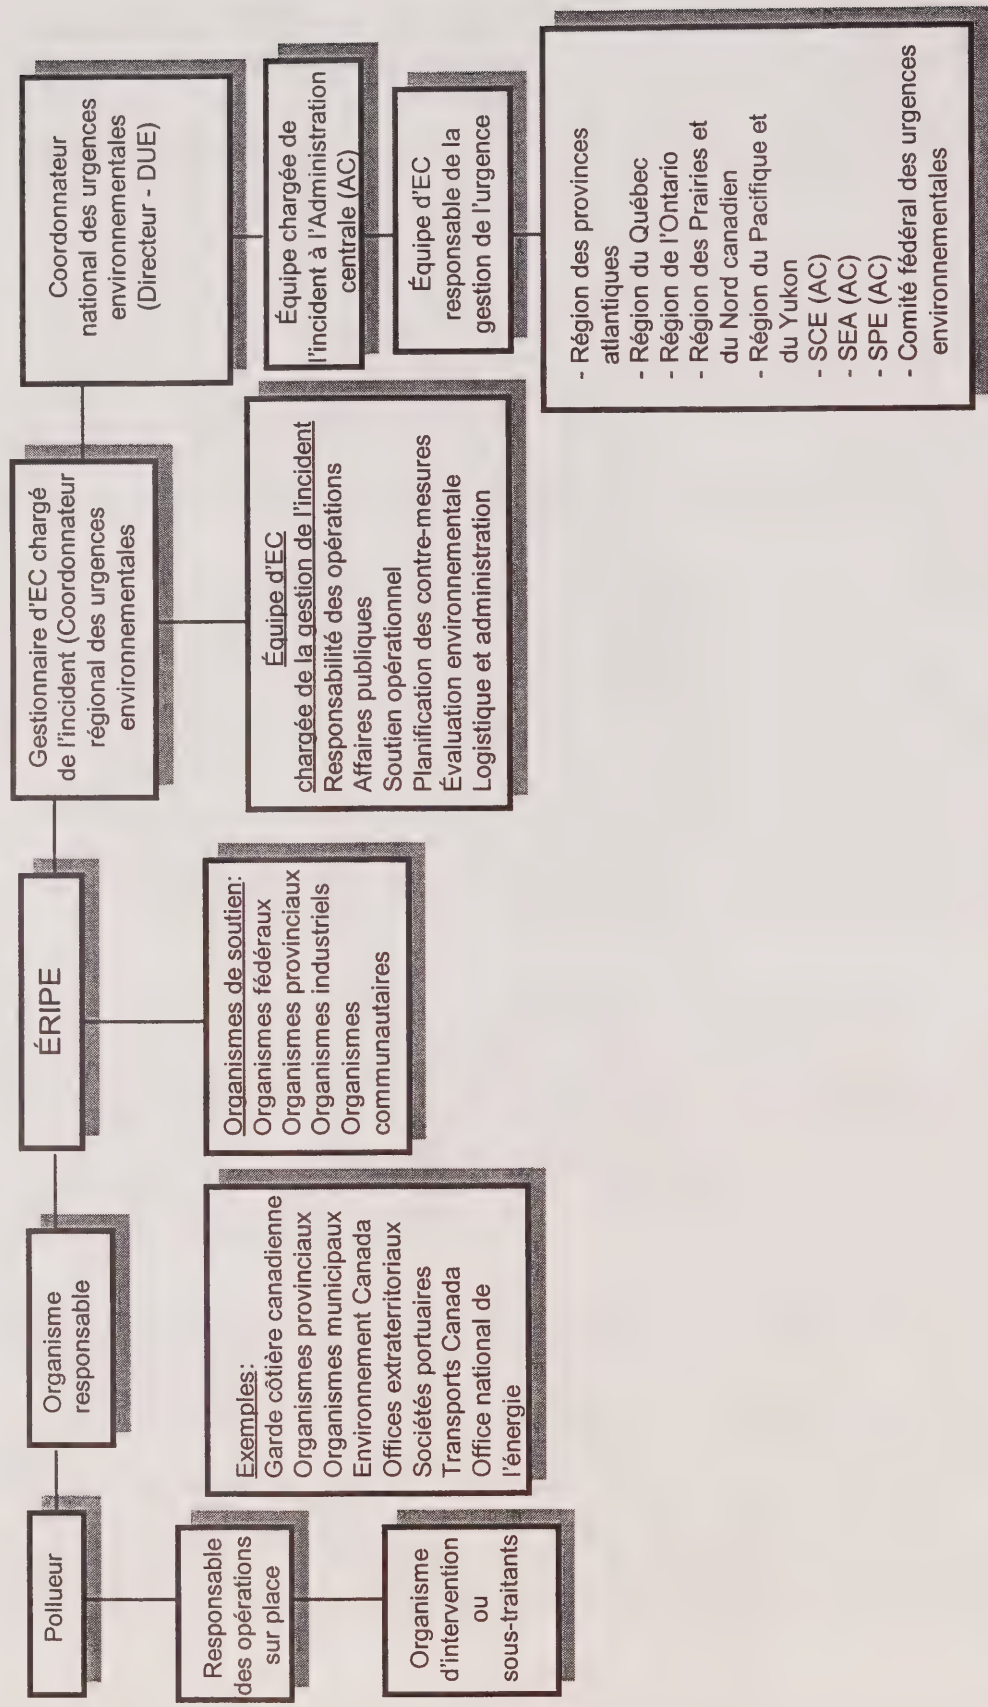 Pollueur
Responsable
des opérations
sur place
Organisme
d'intervention
ou
sous-traitants
Organisme
responsable
Exemples:
Garde côtière canadienne
Organismes provinciaux
Organismes municipaux
Environnement Canada
Offices extraterritoriaux
Sociétés portuaires
Transports Canada
Office national de
l'énergie
ÉRIPE
Organismes de soutien:
Organismes fédéraux
Organismes provinciaux
Organismes industriels
Organismes
communautaires
Gestionnaire d'EC chargé
de l'incident (Coordonnateur
régional des urgences
environnementales
Équipe d'EC
chargée de la gestion de l'incident
Responsabilité des opérations
Affaires publiques
Soutien opérationnel
Planification des contre-mesures
Évaluation environnementale
Logistique et administration
Coordonnateur
national des urgences
environnementales
(Directeur - DUE)
Équipe chargée de
l'incident à l'Administration
centrale (AC)
Équipe d'EC
responsable de la
gestion de l'urgence
- Région des provinces
atlantiques
- Région du Québec
- Région de l'Ontario
- Région des Prairies et
du Nord canadien
- Région du Pacifique et
du Yukon
- SCE (AC)
- SEA (AC)
- SPE (AC)
- Comité fédéral des urgences
environnementales